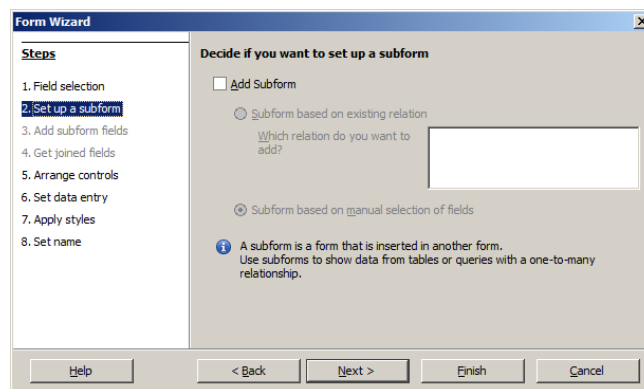 Form Wizard
Steps
1. Field selection
2. Set up a subform
3. Add subform fields
4. Get joined fields
5. Arrange controls
6. Set data entry
7. Apply styles
8. Set name
Decide if you want to set up a subform
Add Subform
Subform based on existing relation
Which relation do you want to
add?
Subform based on manual selection of fields
A subform is a form that is inserted in another form.
Use subforms to show data from tables or queries with a one-to-many
relationship.
Help
< Back
Next >
Finish
Cancel